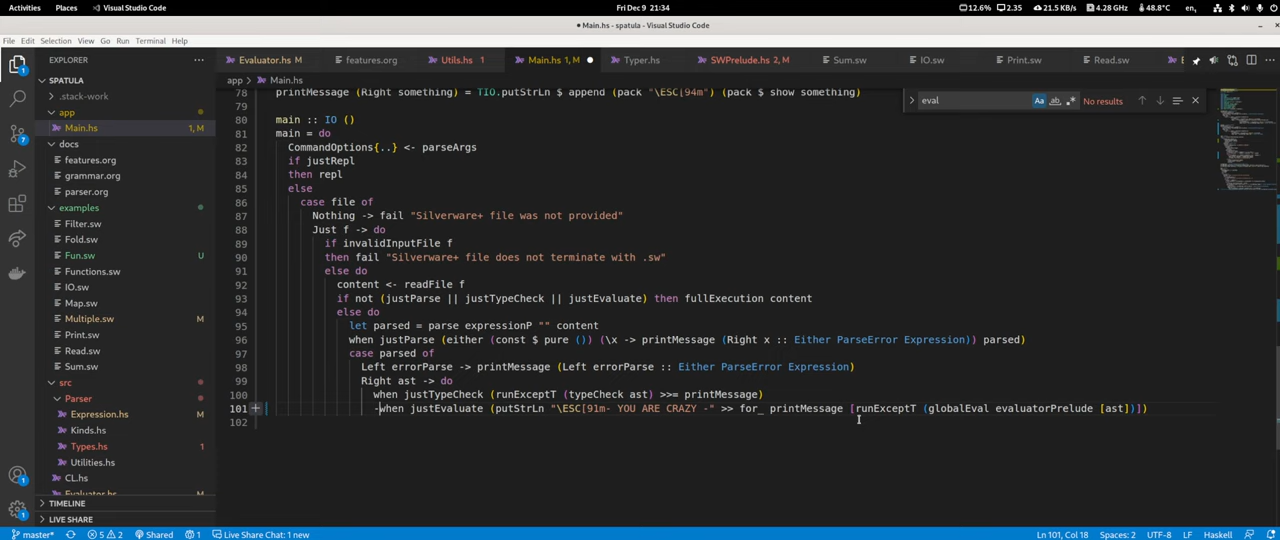 Activities Places Visual Studio Code Fri Dec 9 21:34 12.6% 2.35 21.5 KB/s 4.28 GHz 48.8°C en₁
● Main.hs - spatula - Visual Studio Code
File Edit Selection View Go Run Terminal Help
EXPLORER ··· Evaluator.hs M features.org Utils.hs 1 Main.hs 1, M ● Typer.hs SWPrelude.hs 2, M Sum.sw IO.sw Print.sw Read.sw
SPATULA
.stack-work
app
Main.hs 1, M
docs
features.org
grammar.org
parser.org
examples
Filter.sw
Fold.sw
Fun.sw U
Functions.sw
IO.sw
Map.sw
Multiple.sw M
Print.sw
Read.sw
Sum.sw
src
Parser
Expression.hs M
Kinds.hs
Types.hs 1
Utilities.hs
CL.hs
Evaluator.hs M
TIMELINE
LIVE SHARE
app > Main.hs
eval Aa ab No results
78 printMessage (Right something) = TIO.putStrLn $ append (pack "\ESC[94m") (pack $ show something)
80 main :: IO ()
81 main = do
82 CommandOptions{..} <- parseArgs
83 if justRepl
84 then repl
85 else
86 case file of
87 Nothing -> fail "Silverware+ file was not provided"
88 Just f -> do
89 if invalidInputFile f
90 then fail "Silverware+ file does not terminate with .sw"
91 else do
92 content <- readFile f
93 if not (justParse || justTypeCheck || justEvaluate) then fullExecution content
94 else do
95 let parsed = parse expressionP "" content
96 when justParse (either (const $ pure ()) (\x -> printMessage (Right x :: Either ParseError Expression)) parsed)
97 case parsed of
98 Left errorParse -> printMessage (Left errorParse :: Either ParseError Expression)
99 Right ast -> do
100 when justTypeCheck (runExceptT (typeCheck ast) >>= printMessage)
101 -when justEvaluate (putStrLn "\ESC[91m- YOU ARE CRAZY -" >> for_ printMessage [runExceptT (globalEval evaluatorPrelude [ast])])
102
master* 5 2 Shared 1 Live Share Chat: 1 new Ln 101, Col 18 Spaces: 2 UTF-8 LF Haskell